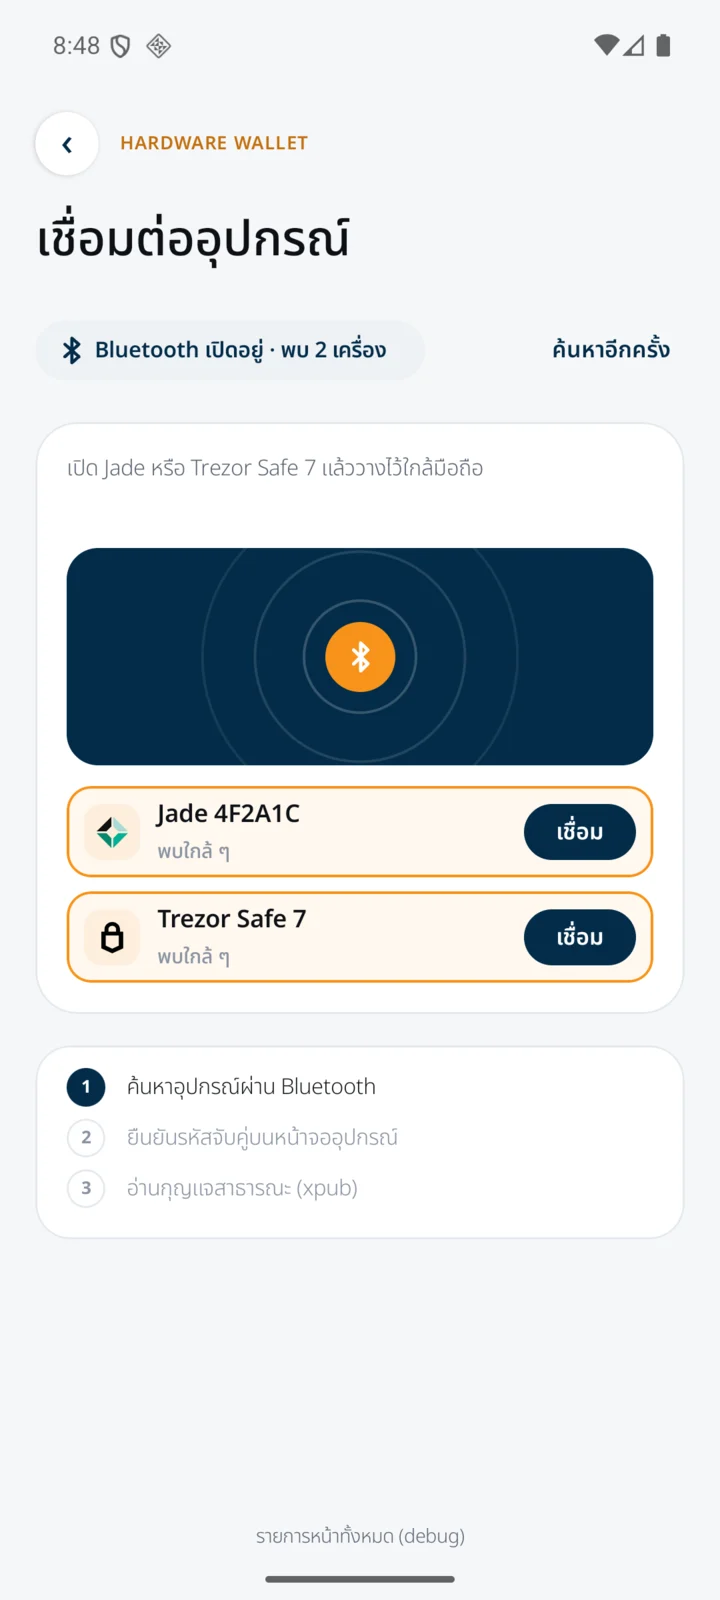 8:48
HARDWARE WALLET
เชื่อมต่ออุปกรณ์
Bluetooth เปิดอยู่ · พบ 2 เครื่อง
ค้นหาอีกครั้ง
เปิด Jade หรือ Trezor Safe 7 แล้ววางไว้ใกล้มือถือ
Jade 4F2A1C
พบใกล้ ๆ
เชื่อม
Trezor Safe 7
พบใกล้ ๆ
เชื่อม
1 ค้นหาอุปกรณ์ผ่าน Bluetooth
2 ยืนยันรหัสจับคู่บนหน้าจออุปกรณ์
3 อ่านกุญแจสาธารณะ (xpub)
รายการหน้าทั้งหมด (debug)